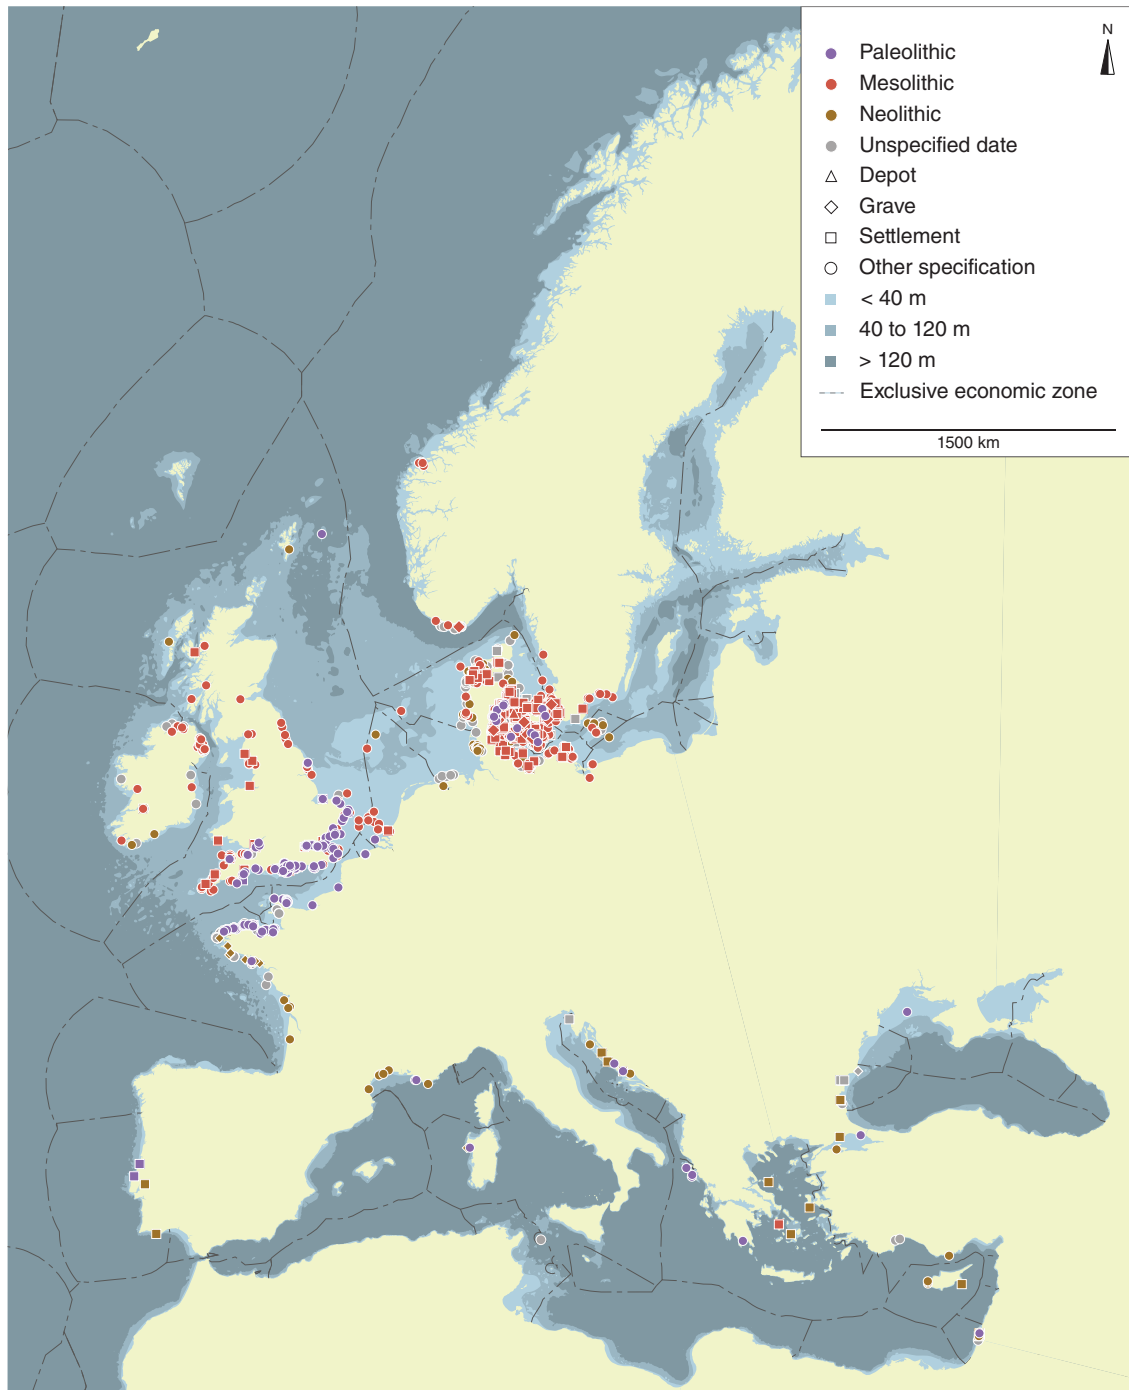 N
Paleolithic
Mesolithic
Neolithic
Unspecified date
Depot
Grave
Settlement
Other specification
< 40 m
40 to 120 m
> 120 m
Exclusive economic zone
1500 km